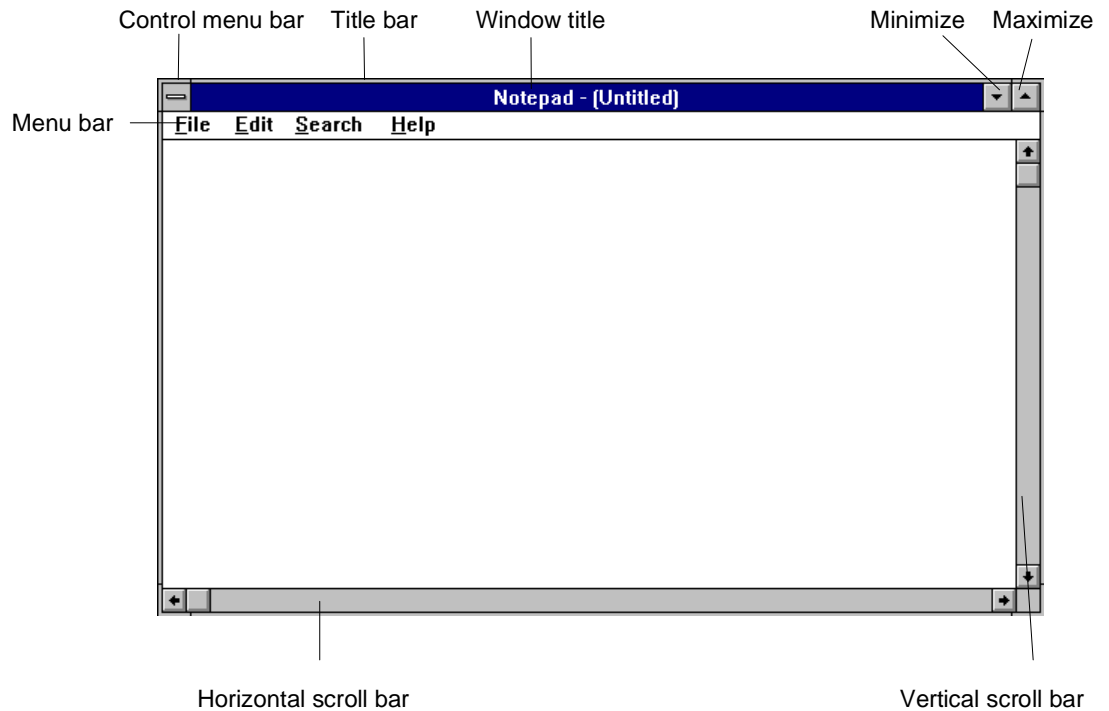 Control menu bar Title bar Window title Minimize Maximize
Notepad - (Untitled)
Menu bar File Edit Search Help
Horizontal scroll bar Vertical scroll bar